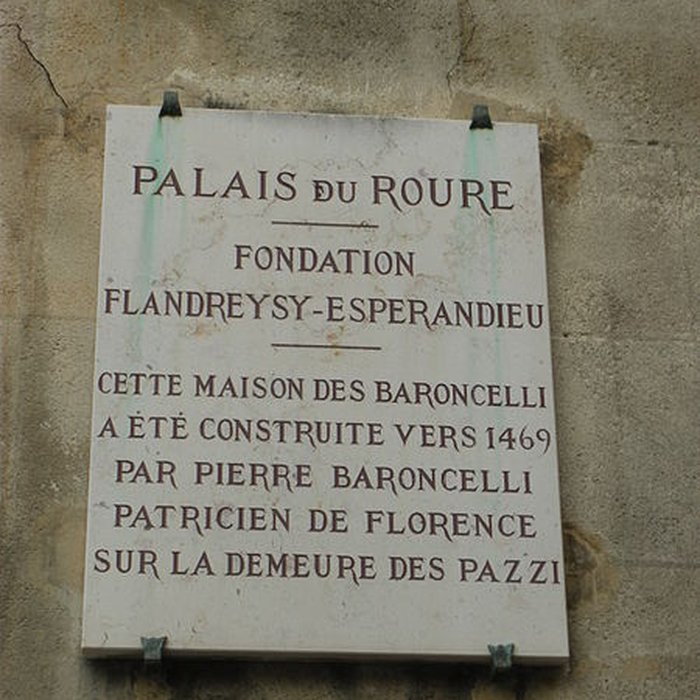 PALAIS DU ROURE
FONDATION
FLANDREYSY-ESPERANDIEU
CETTE MAISON DES BARONCELLI
A ÉTÉ CONSTRUITE VERS 1469
PAR PIERRE BARONCELLI
PATRICIEN DE FLORENCE
SUR LA DEMEURE DES PAZZI